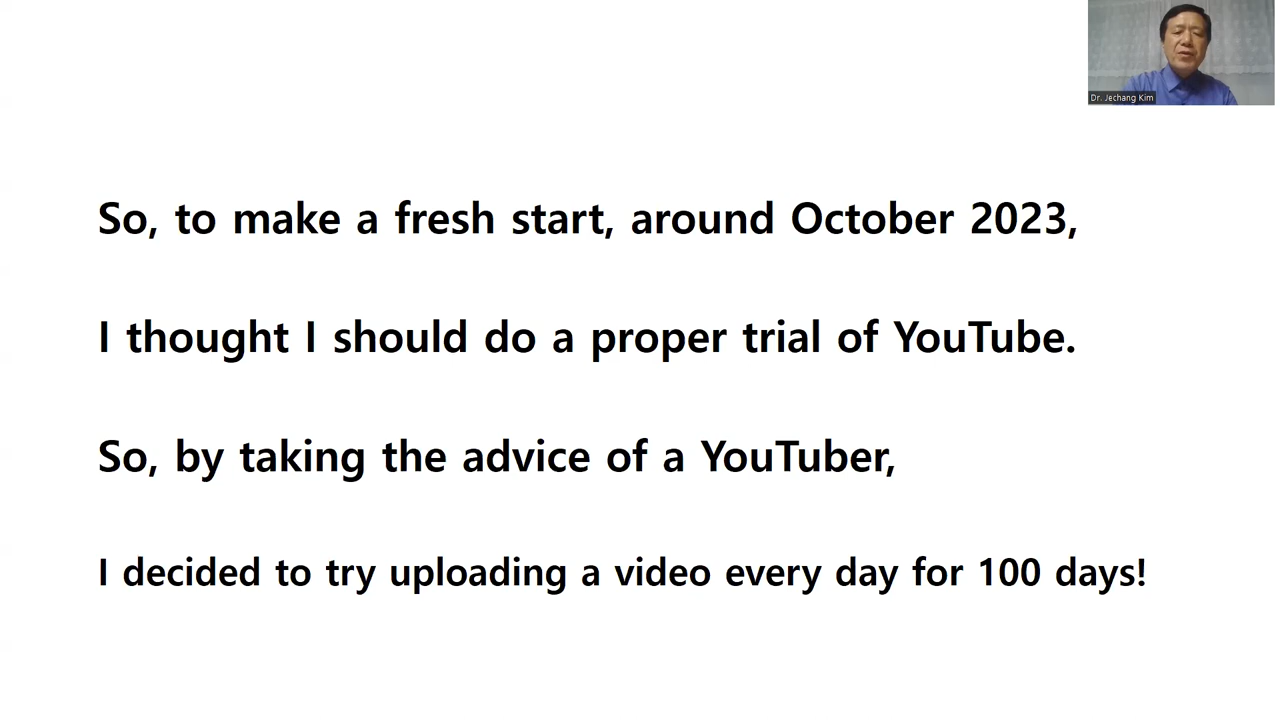 Dr. Jechang Kim
So, to make a fresh start, around October 2023,
I thought I should do a proper trial of YouTube.
So, by taking the advice of a YouTuber,
I decided to try uploading a video every day for 100 days!